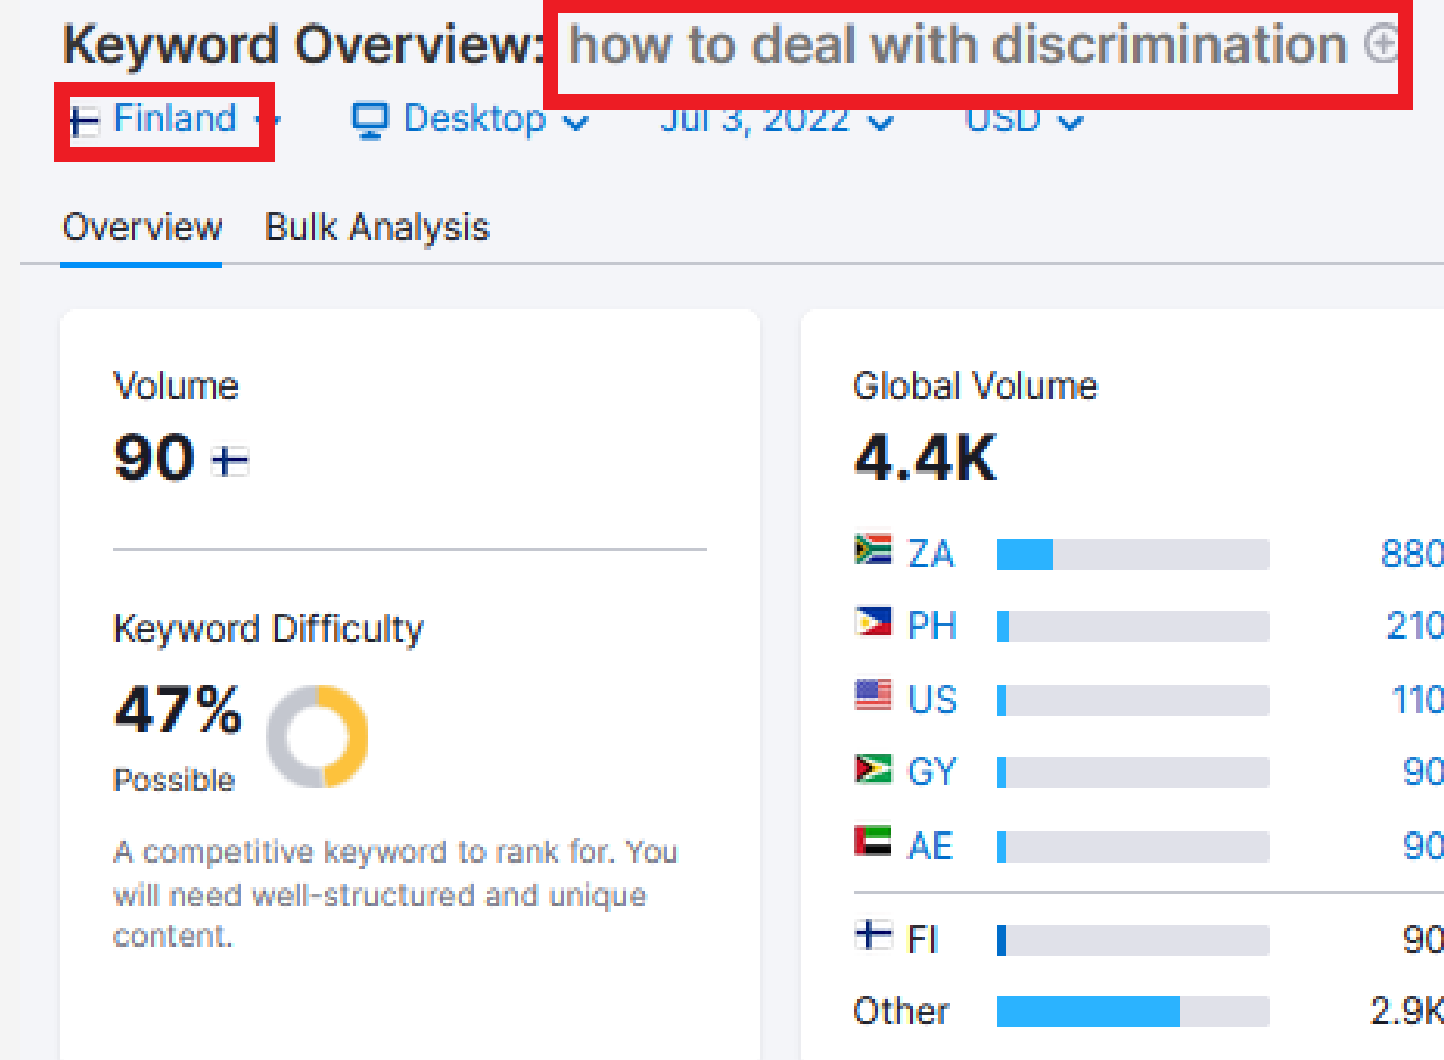 Keyword Overview: how to deal with discrimination
Finland Desktop Jul 3, 2022 USD
Overview Bulk Analysis
Volume
90
Keyword Difficulty
47%
Possible
A competitive keyword to rank for. You
will need well-structured and unique
content.
Global Volume
4.4K
ZA 880
PH 210
US 110
GY 90
AE 90
FI 90
Other 2.9K